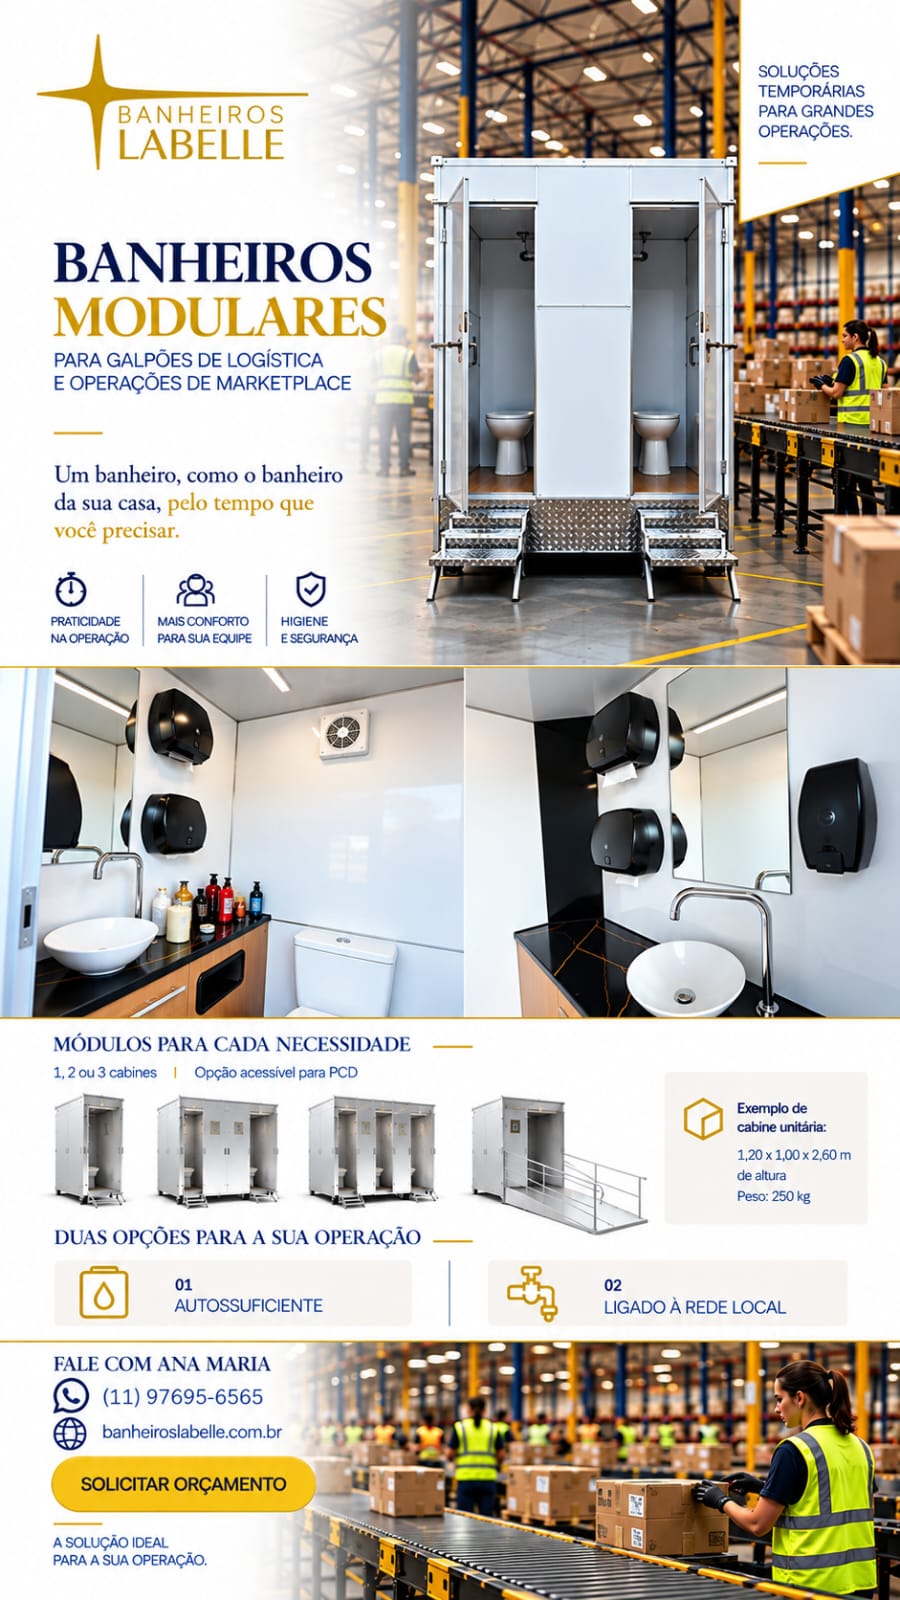 BANHEIROS
LABELLE
SOLUÇÕES
TEMPORÁRIAS
PARA GRANDES
OPERAÇÕES.
BANHEIROS
MODULARES
PARA GALPÕES DE LOGÍSTICA
E OPERAÇÕES DE MARKETPLACE
Um banheiro, como o banheiro
da sua casa, pelo tempo que
você precisar.
PRATICIDADE
NA OPERAÇÃO
MAIS CONFORTO
PARA SUA EQUIPE
HIGIENE
E SEGURANÇA
MÓDULOS PARA CADA NECESSIDADE
1, 2 ou 3 cabines | Opção acessível para PCD
Exemplo de
cabine unitária:
1,20 x 1,00 x 2,60 m
de altura
Peso: 250 kg
DUAS OPÇÕES PARA A SUA OPERAÇÃO
01
AUTOSSUFICIENTE
02
LIGADO À REDE LOCAL
FALE COM ANA MARIA
(11) 97695-6565
banheiroslabelle.com.br
SOLICITAR ORÇAMENTO
A SOLUÇÃO IDEAL
PARA A SUA OPERAÇÃO.